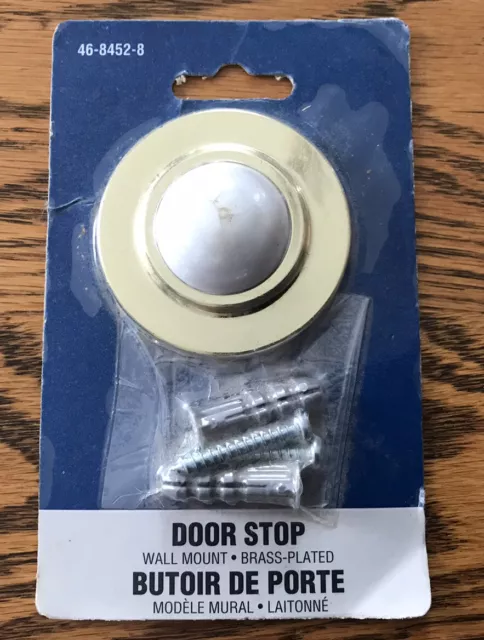 46-8452-8
DOOR STOP
WALL MOUNT • BRASS-PLATED
BUTOIR DE PORTE
MODÈLE MURAL • LAITONNÉ